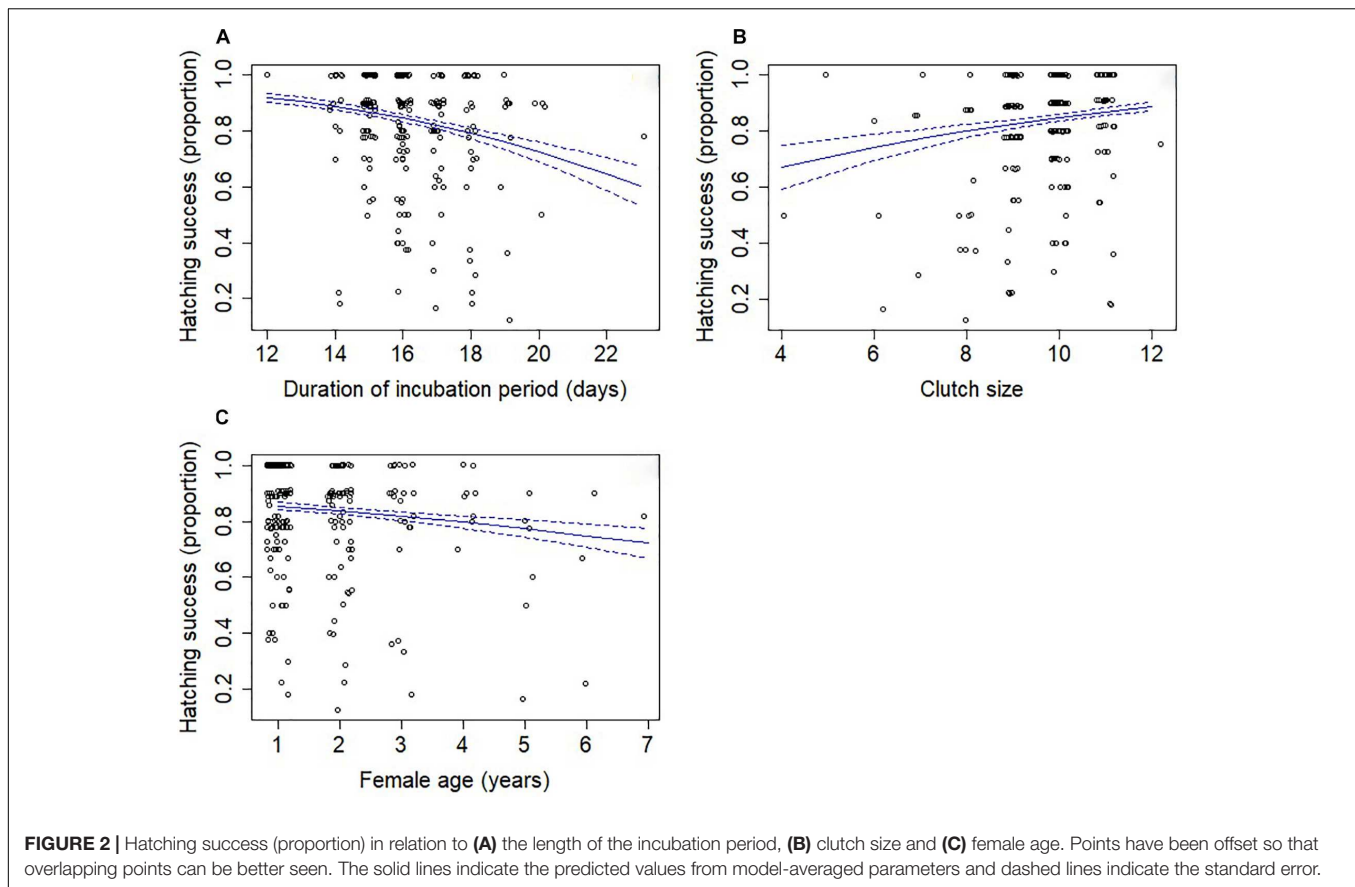 A
Hatching success (proportion)
0.2 0.4 0.6 0.8 1.0
12 14 16 18 20 22
Duration of incubation period (days)
B
Hatching success (proportion)
0.2 0.4 0.6 0.8 1.0
4 6 8 10 12
Clutch size
C
Hatching success (proportion)
0.2 0.4 0.6 0.8 1.0
1 2 3 4 5 6 7
Female age (years)
FIGURE 2 | Hatching success (proportion) in relation to (A) the length of the incubation period, (B) clutch size and (C) female age. Points have been offset so that
overlapping points can be better seen. The solid lines indicate the predicted values from model-averaged parameters and dashed lines indicate the standard error.